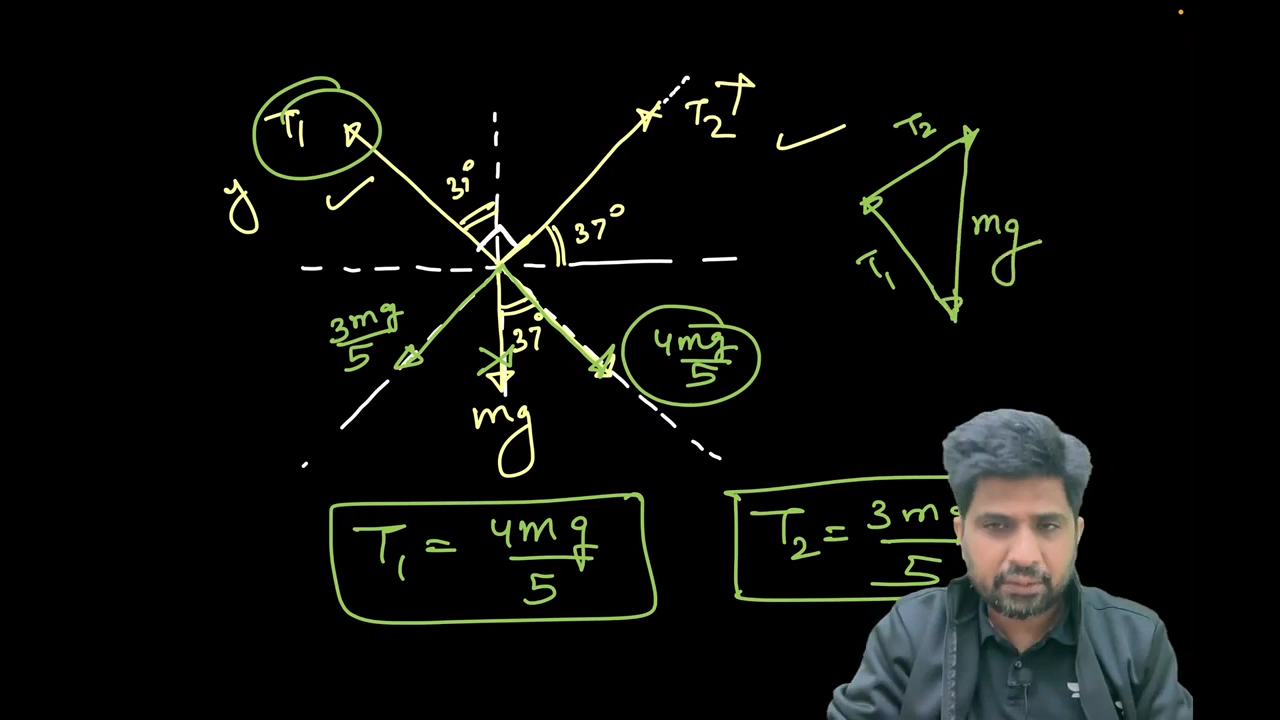 T₁
T₂
y
37°
37°
3mg/5
37°
4mg/5
mg
T₂
T₁
mg
T₁ = 4mg/5
T₂ = 3m/5